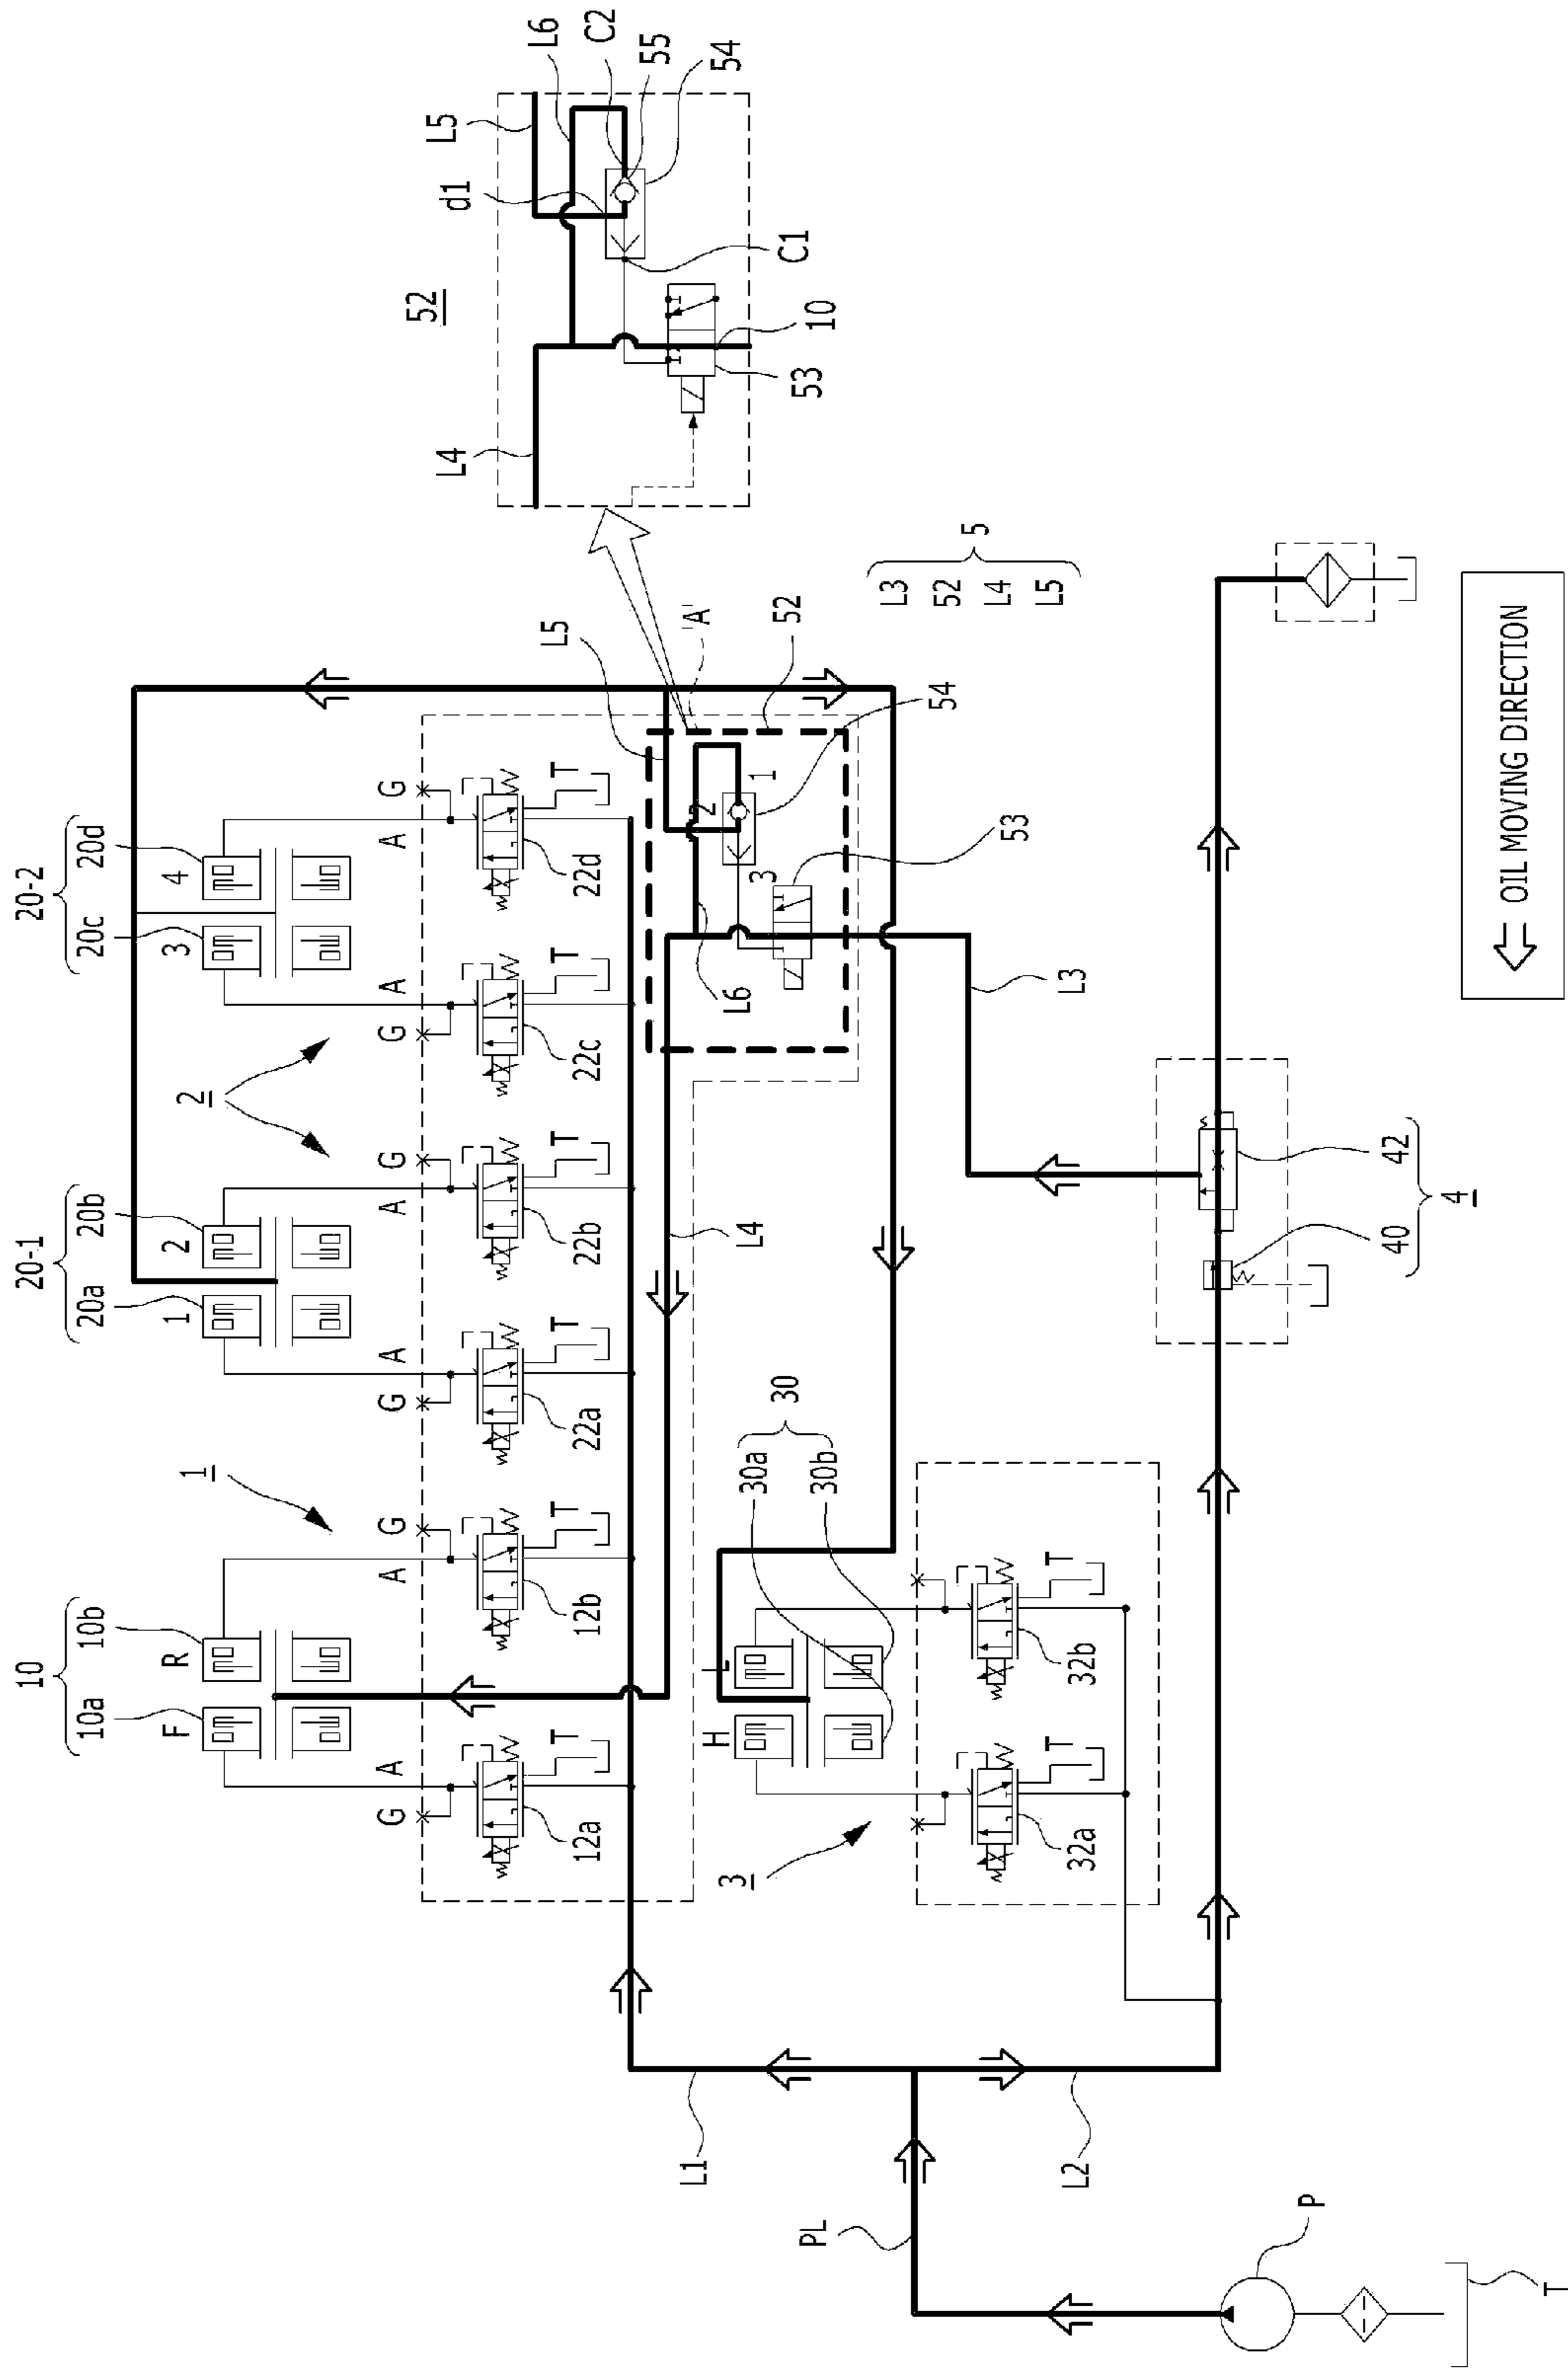 10
10a 10b
F R
1
20-1
20a 20b
1 2
2
20-2
20c 20d
3 4
G A
A G
G A
A G
G A
A G
T T T T T T
12a 12b 22a 22b 22c 22d
L5
"A"
52
54
53
1
2
3
L6
L4
L3
52
L4
L5
d1
L6
C2
55
54
C1
10
53
5
L3
52
L4
L5
30
30a
30b
H
L
3
T T
32a 32b
L1
L2
PL
P
T
40 42
4
OIL MOVING DIRECTION